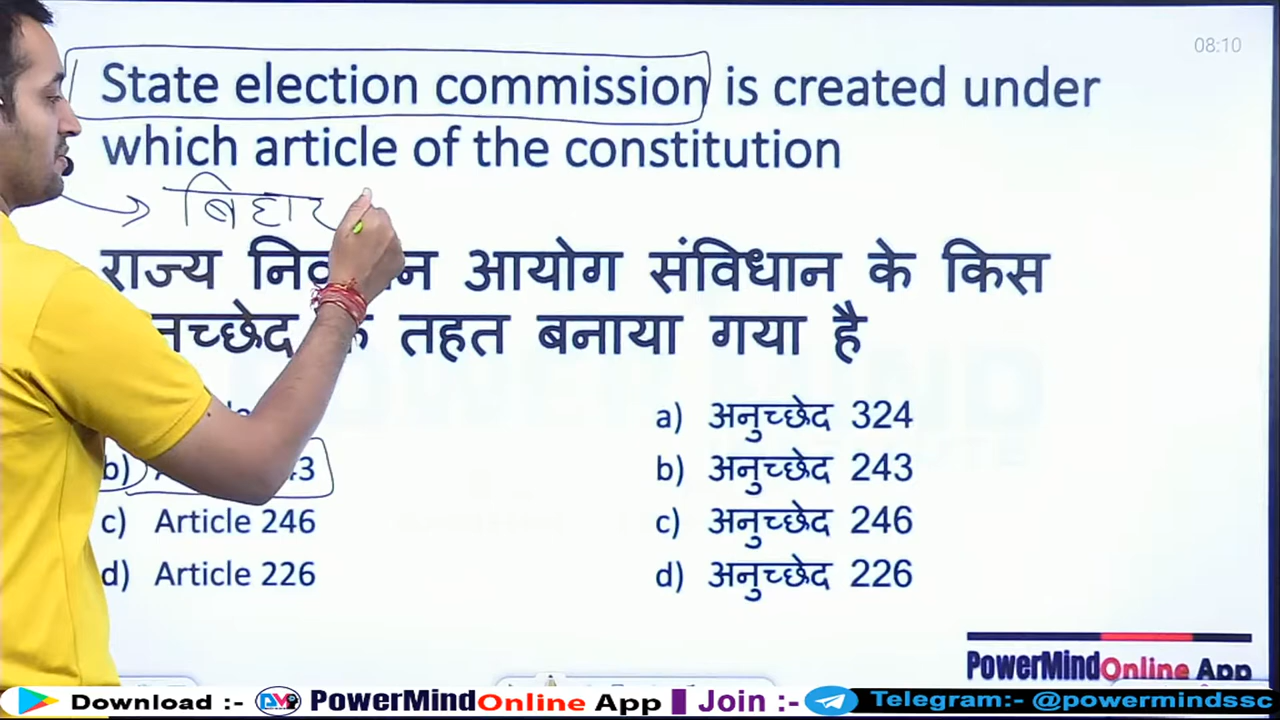 08:10
State election commission is created under
which article of the constitution
बिहार
राज्य आयोग संविधान के किस
तहत बनाया गया है
a) अनुच्छेद 324
b) b) अनुच्छेद 243
c) Article 246 c) अनुच्छेद 246
d) Article 226 d) अनुच्छेद 226
PowerMindOnline App
Download :- PowerMindOnline App Join :- Telegram:- @powermindssc